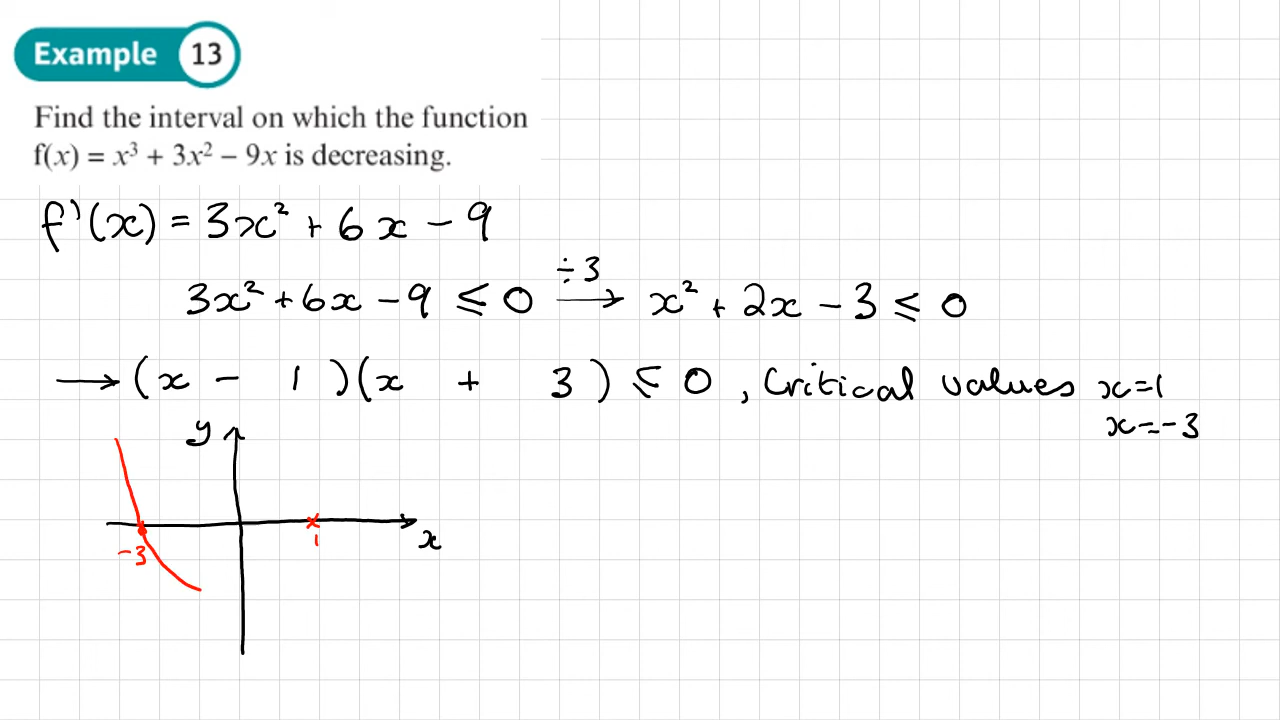 Example 13
Find the interval on which the function
f(x) = x³ + 3x² – 9x is decreasing.
f'(x) = 3x² + 6x – 9
3x² + 6x – 9 ⩽ 0 ÷3 → x² + 2x – 3 ⩽ 0
→ (x – 1)(x + 3) ⩽ 0, Critical values x=1
x=-3
y
x
-3
1